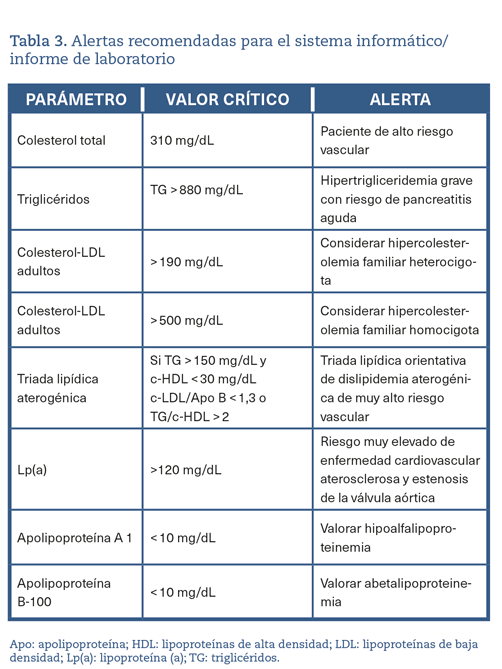 Tabla 3. Alertas recomendadas para el sistema informático/
informe de laboratorio
PARÁMETRO VALOR CRÍTICO ALERTA
Colesterol total
310 mg/dL
Paciente de alto riesgo
vascular
Triglicéridos
TG > 880 mg/dL
Hipertrigliceridemia grave
con riesgo de pancreatitis
aguda
Colesterol-LDL
adultos
> 190 mg/dL
Considerar hipercolester-
olemia familiar heterocigo-
ta
Colesterol-LDL
adultos
> 500 mg/dL
Considerar hipercolester-
olemia familiar homocigota
Triada lipídica
aterogénica
Si TG > 150 mg/dL y
c-HDL < 30 mg/dL
c-LDL/Apo B < 1,3 o
TG/c-HDL > 2
Triada lipídica orientativa
de dislipidemia aterogéni-
ca de muy alto riesgo
vascular
Lp(a)
>120 mg/dL
Riesgo muy elevado de
enfermedad cardiovascular
aterosclerosa y estenosis
de la válvula aórtica
Apolipoproteína A 1
< 10 mg/dL
Valorar hipoalfalipopro-
teinemia
Apolipoproteína
B-100
< 10 mg/dL
Valorar abetalipoproteine-
mia
Apo: apolipoproteína; HDL: lipoproteínas de alta densidad; LDL: lipoproteínas de baja
densidad; Lp(a): lipoproteína (a); TG: triglicéridos.